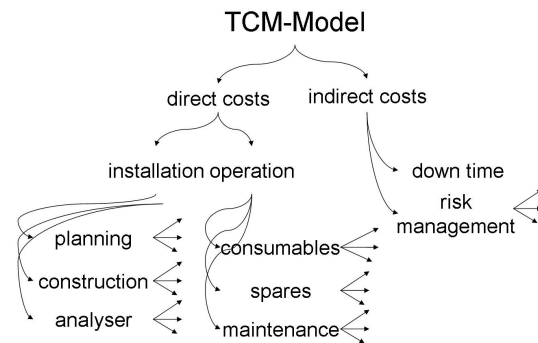 TCM-Model
direct costs
indirect costs
installation operation
down time
risk
management
planning
construction
analyser
consumables
spares
maintenance